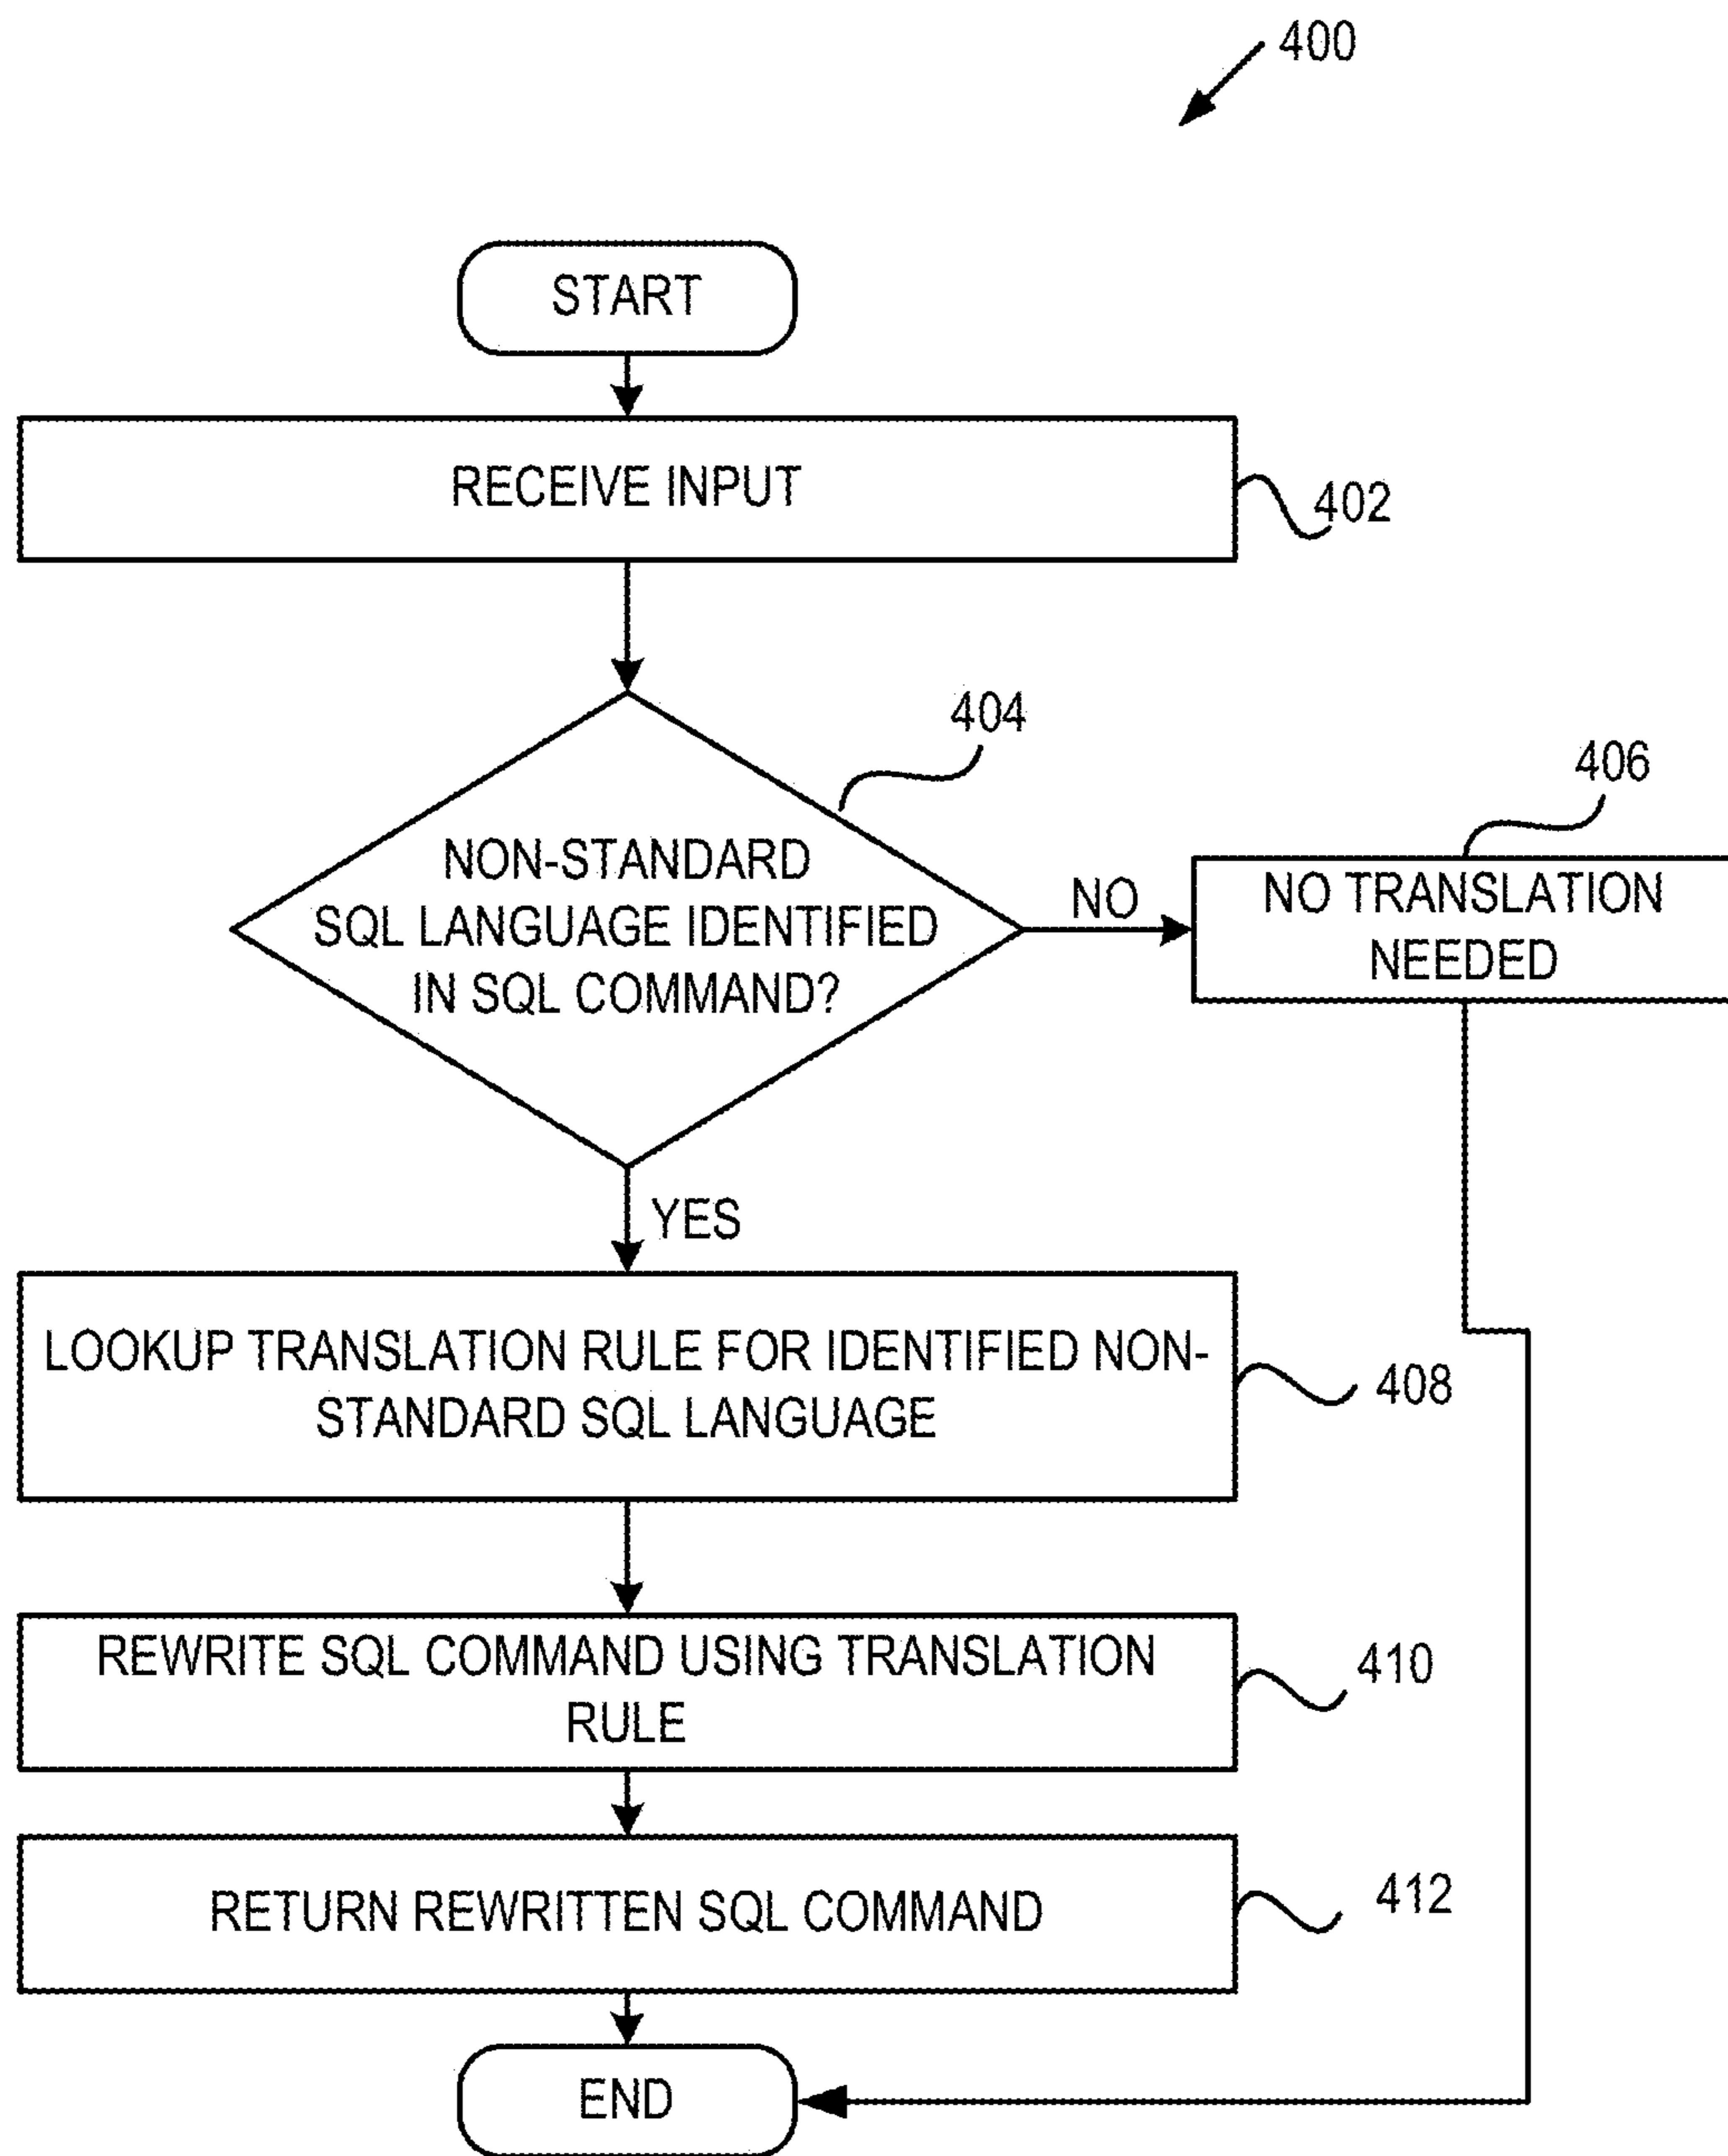 400
START
RECEIVE INPUT
402
404
NON-STANDARD
SQL LANGUAGE IDENTIFIED
IN SQL COMMAND?
NO
406
NO TRANSLATION
NEEDED
YES
LOOKUP TRANSLATION RULE FOR IDENTIFIED NON-
STANDARD SQL LANGUAGE
408
REWRITE SQL COMMAND USING TRANSLATION
RULE
410
RETURN REWRITTEN SQL COMMAND
412
END